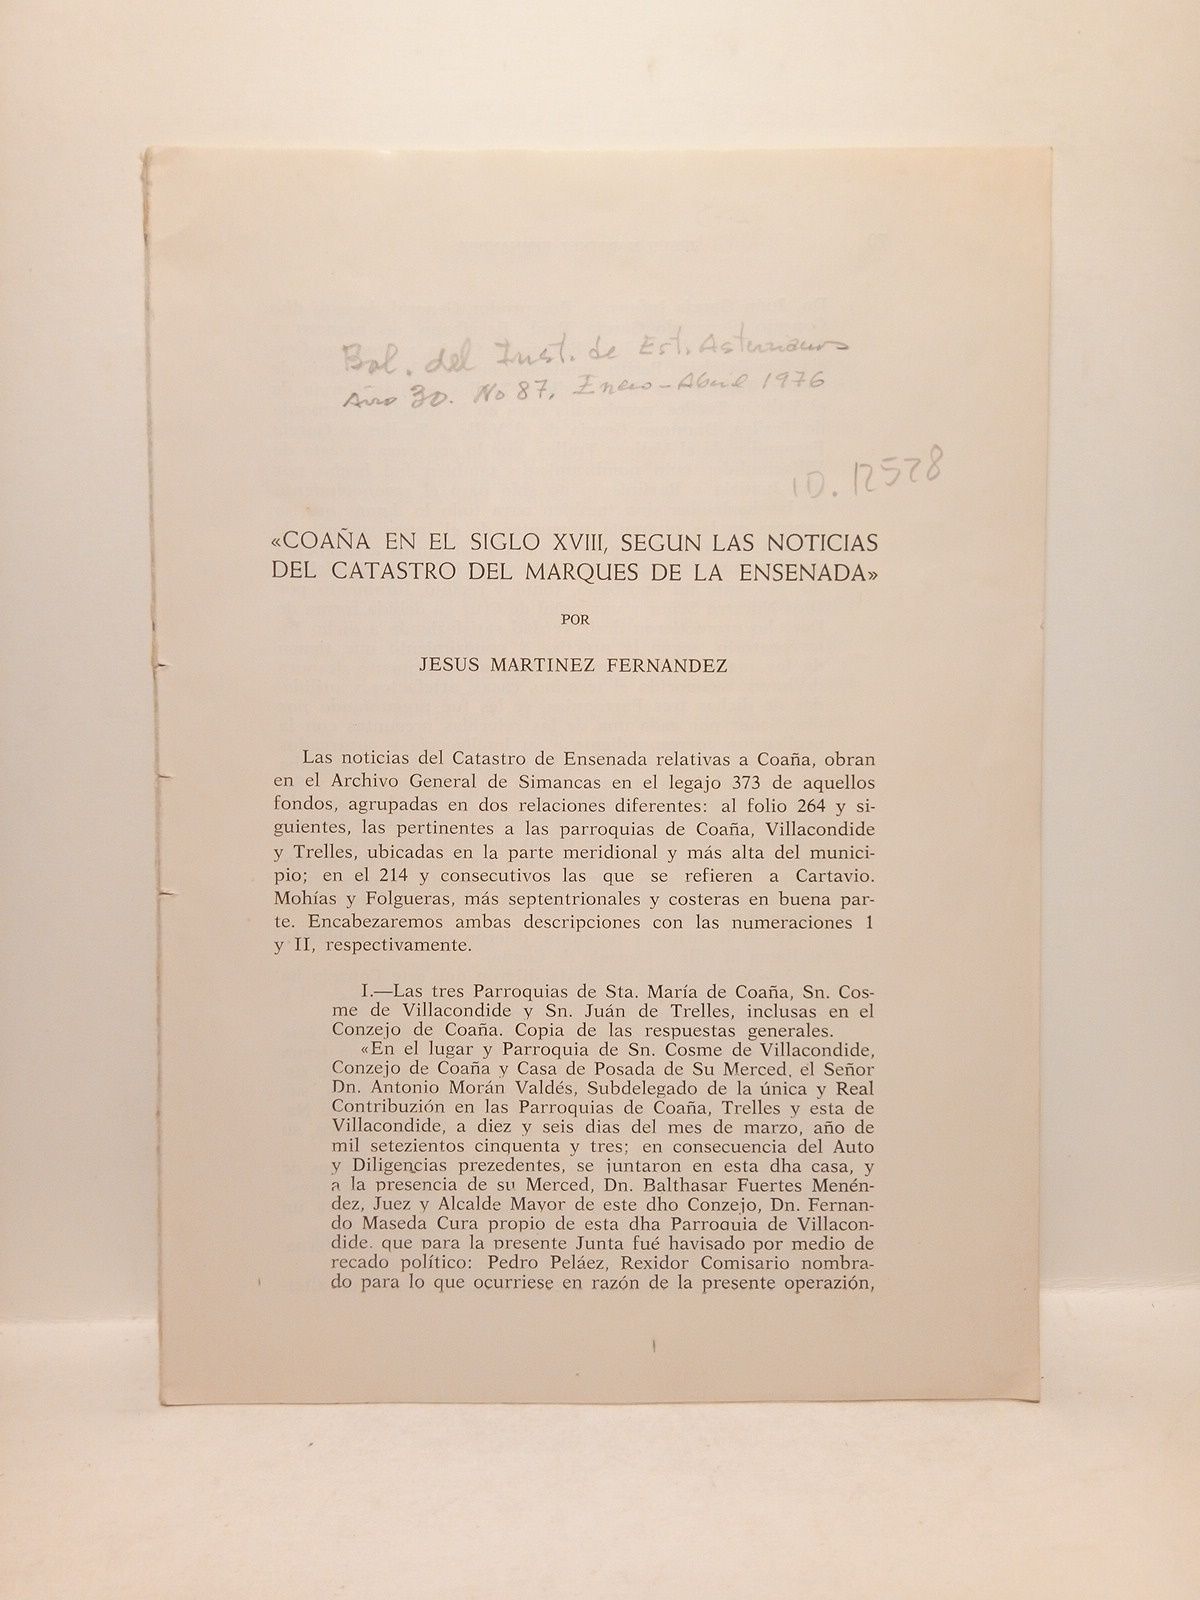 Bol. del Inst. de Est. Asturianos
Año 30. No 87. Enero-Abril 1976
10.12528
«COAÑA EN EL SIGLO XVIII, SEGUN LAS NOTICIAS
DEL CATASTRO DEL MARQUES DE LA ENSENADA»
POR
JESUS MARTINEZ FERNANDEZ
Las noticias del Catastro de Ensenada relativas a Coaña, obran
en el Archivo General de Simancas en el legajo 373 de aquellos
fondos, agrupadas en dos relaciones diferentes: al folio 264 y si-
guientes, las pertinentes a las parroquias de Coaña, Villacondide
y Trelles, ubicadas en la parte meridional y más alta del munici-
pio; en el 214 y consecutivos las que se refieren a Cartavio.
Mohías y Folgueras, más septentrionales y costeras en buena par-
te. Encabezaremos ambas descripciones con las numeraciones 1
y II, respectivamente.
I.—Las tres Parroquias de Sta. María de Coaña, Sn. Cos-
me de Villacondide y Sn. Juán de Trelles, inclusas en el
Conzejo de Coaña. Copia de las respuestas generales.
«En el lugar y Parroquia de Sn. Cosme de Villacondide,
Conzejo de Coaña y Casa de Posada de Su Merced, el Señor
Dn. Antonio Morán Valdés, Subdelegado de la única y Real
Contribuzión en las Parroquias de Coaña, Trelles y esta de
Villacondide, a diez y seis dias del mes de marzo, año de
mil setezientos cinquenta y tres; en consecuencia del Auto
y Diligencias prezedentes, se juntaron en esta dha casa, y
a la presencia de su Merced, Dn. Balthasar Fuertes Menén-
dez, Juez y Alcalde Mayor de este dho Conzejo, Dn. Fernan-
do Maseda Cura propio de esta dha Parroquia de Villacon-
dide. que para la presente Junta fué havisado por medio de
recado político: Pedro Peláez, Rexidor Comisario nombra-
do para lo que ocurriese en razón de la presente operazión,